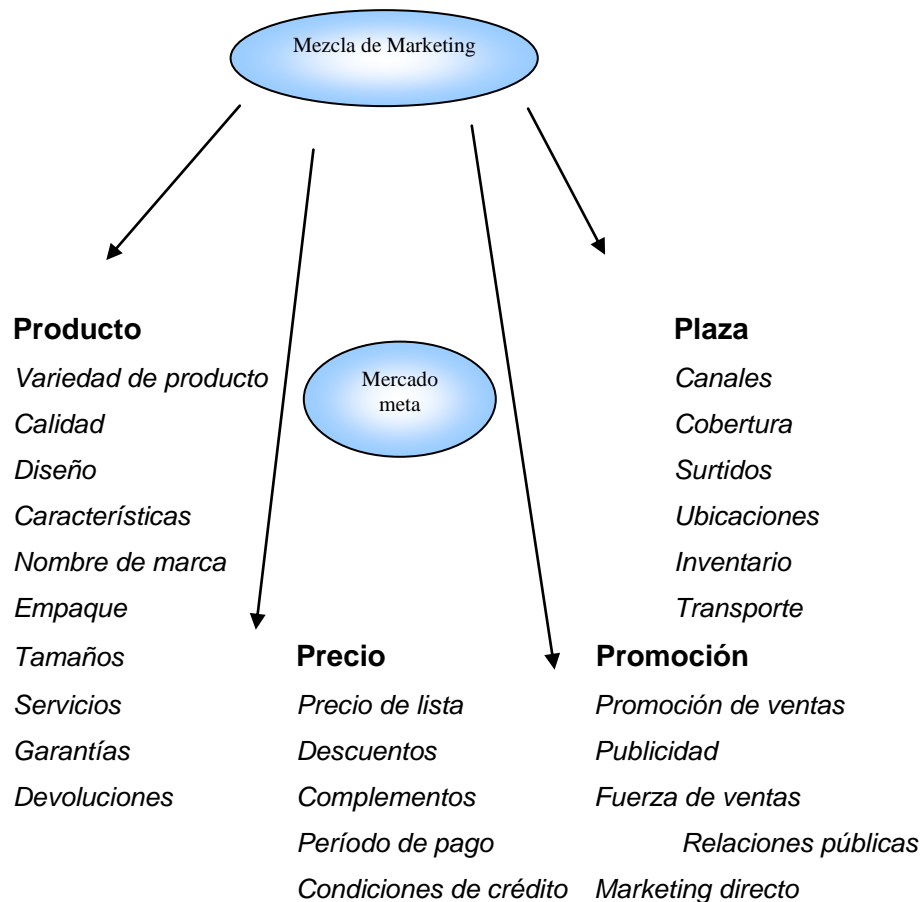 Mezcla de Marketing
Producto
Variedad de producto
Calidad
Diseño
Características
Nombre de marca
Empaque
Tamaños
Servicios
Garantías
Devoluciones
Mercado
meta
Plaza
Canales
Cobertura
Surtidos
Ubicaciones
Inventario
Transporte
Precio
Precio de lista
Descuentos
Complementos
Período de pago
Condiciones de crédito
Promoción
Promoción de ventas
Publicidad
Fuerza de ventas
Relaciones públicas
Marketing directo